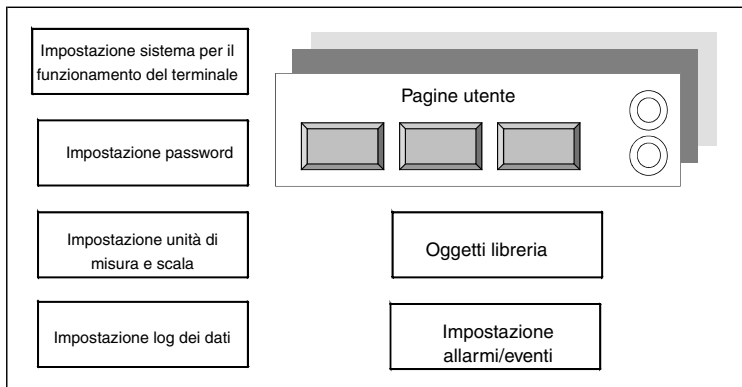 Impostazione sistema per il
funzionamento del terminale
Pagine utente
Impostazione password
Impostazione unità di
misura e scala
Oggetti libreria
Impostazione log dei dati
Impostazione
allarmi/eventi